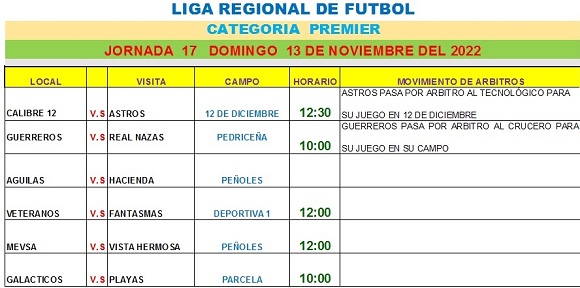 LIGA REGIONAL DE FUTBOL
CATEGORIA PREMIER
JORNADA 17 DOMINGO 13 DE NOVIEMBRE DEL 2022
LOCAL VISITA CAMPO HORARIO MOVIMIENTO DE ARBITROS
CALIBRE 12 V.S ASTROS 12 DE DICIEMBRE 12:30 ASTROS PASA POR ARBITRO AL TECNOLÓGICO PARA
SU JUEGO EN 12 DE DICIEMBRE
GUERREROS V.S REAL NAZAS PEDRICEÑA 10:00 GUERREROS PASA POR ARBITRO AL CRUCERO PARA
SU JUEGO EN SU CAMPO
AGUILAS V.S HACIENDA PEÑOLES
VETERANOS V.S FANTASMAS DEPORTIVA 1 12:00
MEVSA V.S VISTA HERMOSA PEÑOLES 12:00
GALACTICOS V.S PLAYAS PARCELA 10:00